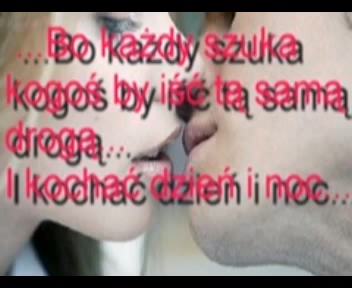 ...Bo każdy szuka
kogoś by iść tą samą
drogą...
I kochać dzień i noc...